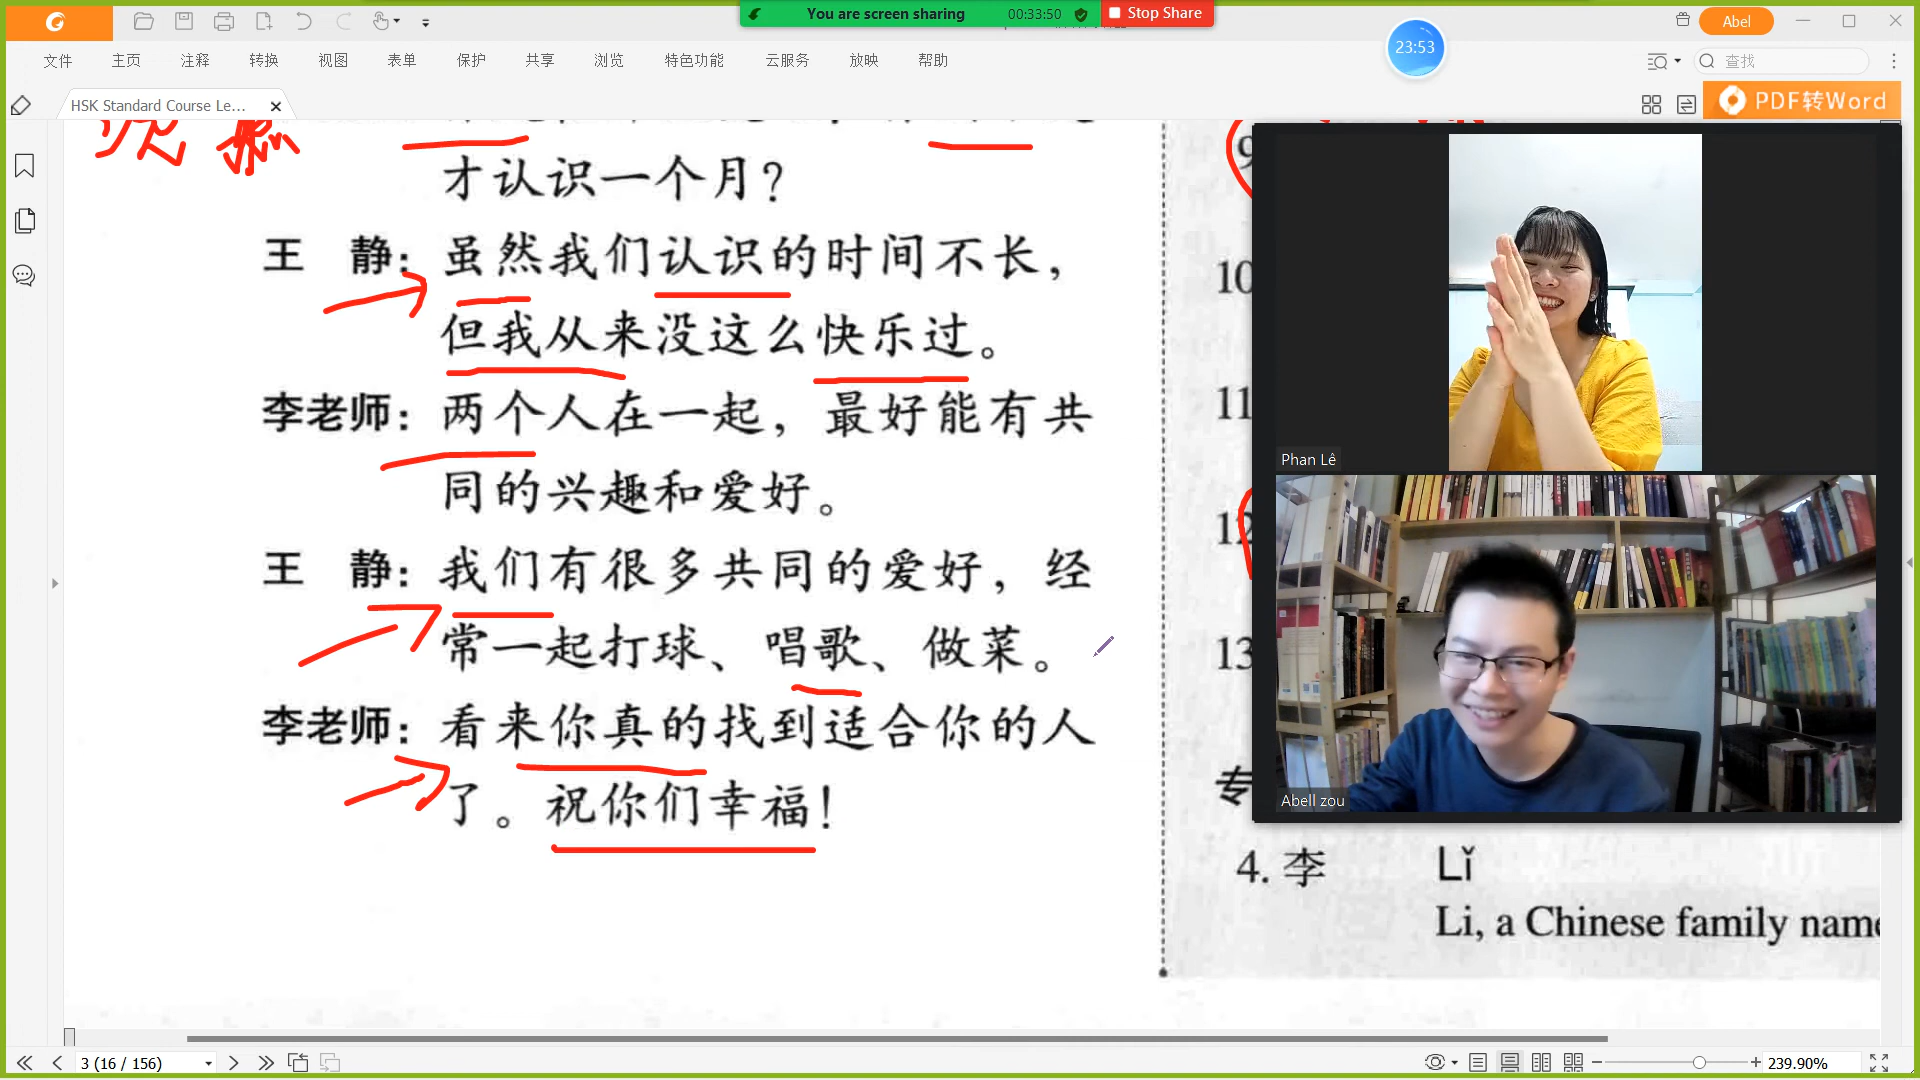 You are screen sharing 00:33:50 Stop Share
23:53
Abel
文件 主页 注释 转换 视图 表单 保护 共享 浏览 特色功能 云服务 放映 帮助
查找
HSK Standard Course Le...
PDF转Word
才认识一个月？
王 静：虽然我们认识的时间不长，
但我从来没这么快乐过。
李老师：两个人在一起，最好能有共
同的兴趣和爱好。
王 静：我们有很多共同的爱好，经
常一起打球、唱歌、做菜。
李老师：看来你真的找到适合你的人
了。祝你们幸福！
9
10
11
12
13
专
4. 李 Lǐ
Li, a Chinese family name
Phan Lê
Abell zou
3 (16 / 156)
239.90%